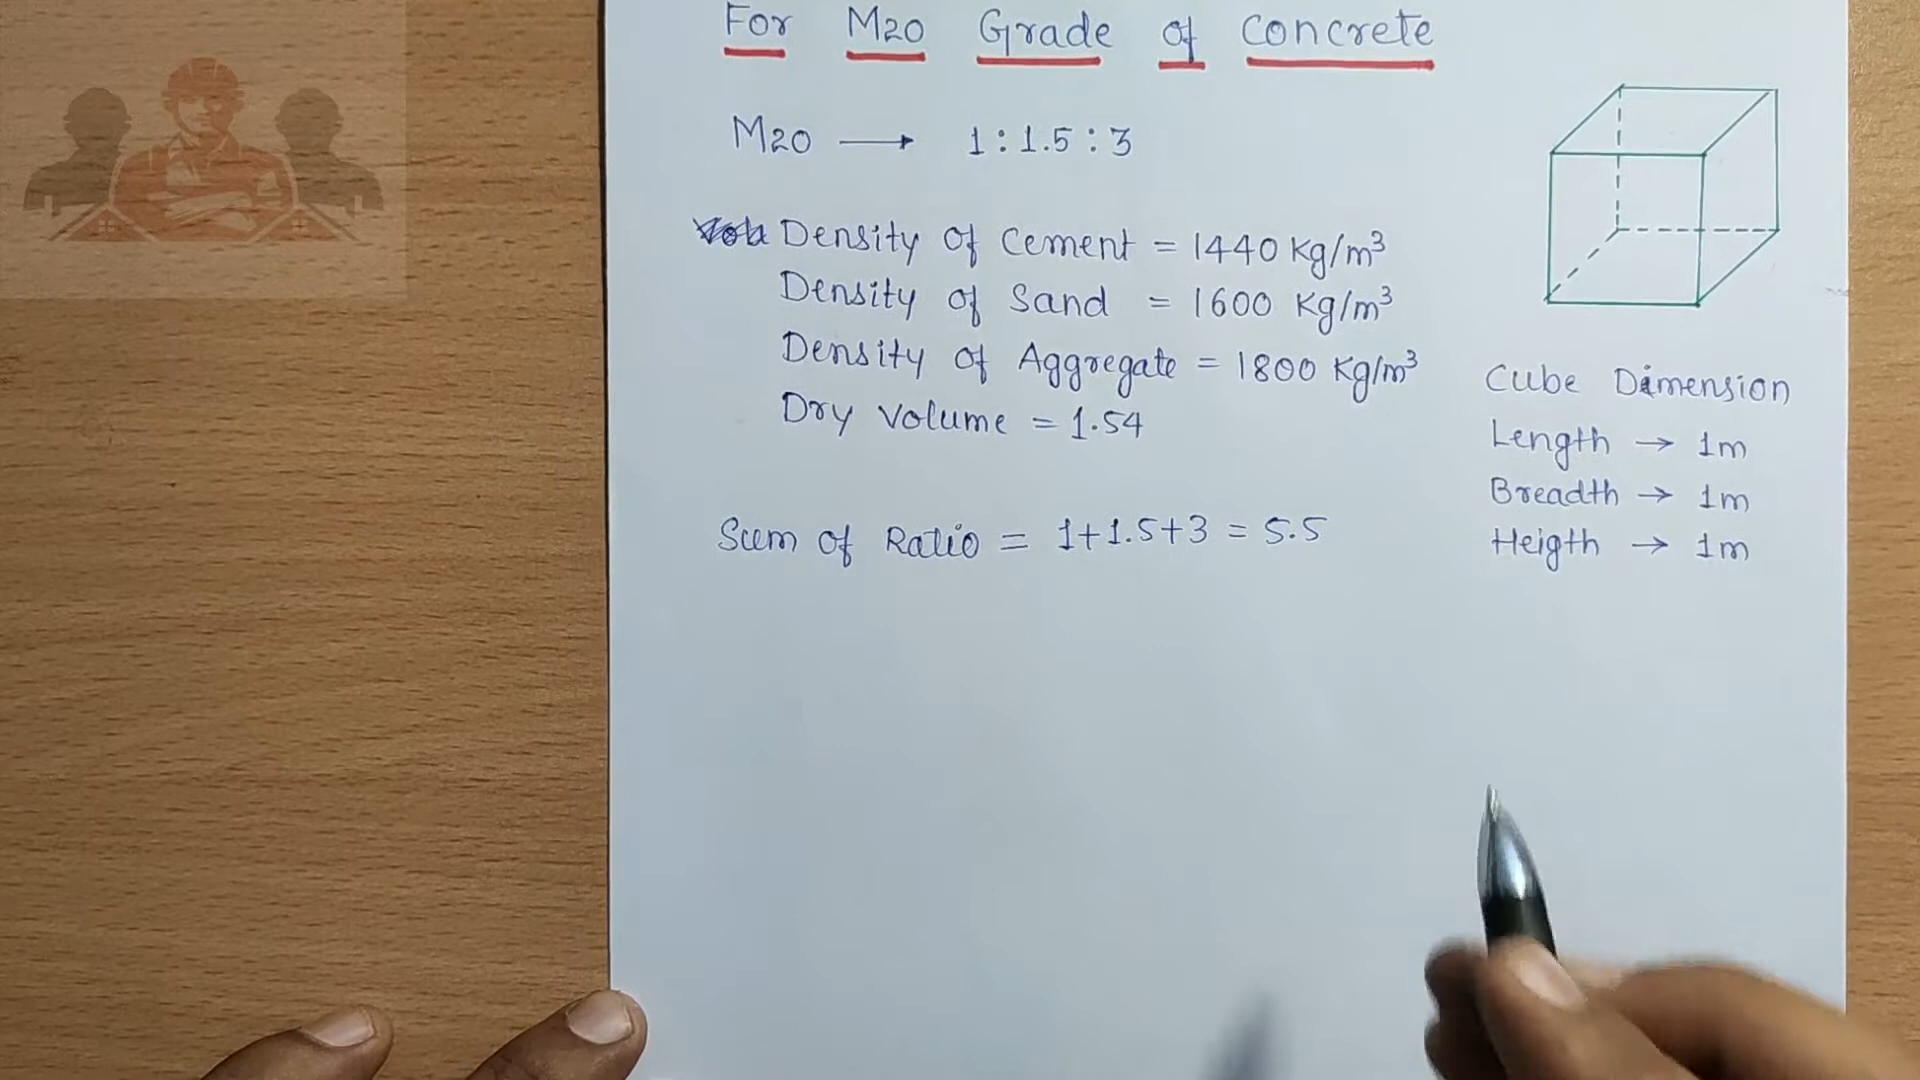 For M20 Grade of Concrete
M20 → 1 : 1.5 : 3
Density of Cement = 1440 Kg/m³
Density of Sand = 1600 Kg/m³
Density of Aggregate = 1800 Kg/m³
Dry Volume = 1.54
Sum of Ratio = 1+1.5+3 = 5.5
Cube Dimension
Length → 1m
Breadth → 1m
Heigth → 1m